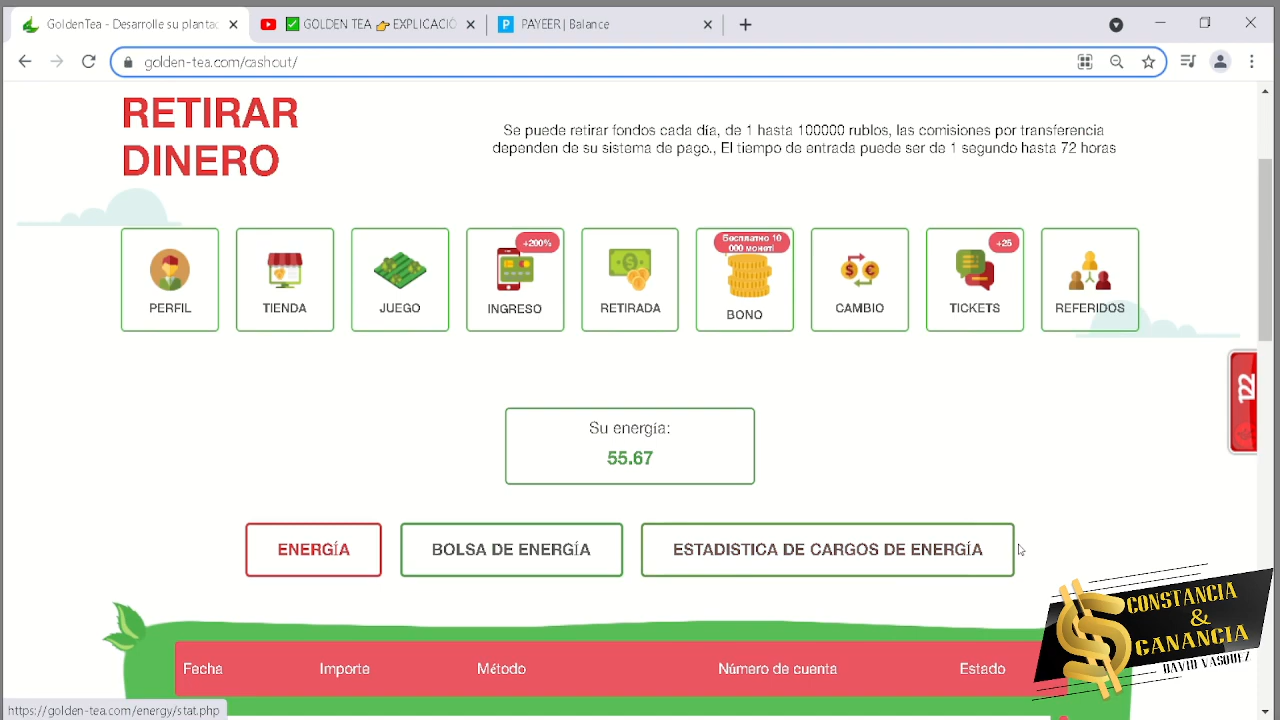 GoldenTea - Desarrolle su planta
GOLDEN TEA 👉 EXPLICACIÓ
PAYEER | Balance
golden-tea.com/cashout/
RETIRAR
DINERO
Se puede retirar fondos cada día, de 1 hasta 100000 rublos, las comisiones por transferencia
dependen de su sistema de pago., El tiempo de entrada puede ser de 1 segundo hasta 72 horas
PERFIL
TIENDA
JUEGO
+200%
INGRESO
RETIRADA
Бесплатно 10
000 монет!
BONO
CAMBIO
+25
TICKETS
REFERIDOS
122
Su energía:
55.67
ENERGÍA
BOLSA DE ENERGÍA
ESTADISTICA DE CARGOS DE ENERGÍA
Fecha
Importe
Método
Número de cuenta
Estado
CONSTANCIA
&
GANANCIA
DAVID VASQUEZ
https://golden-tea.com/energy/stat.php